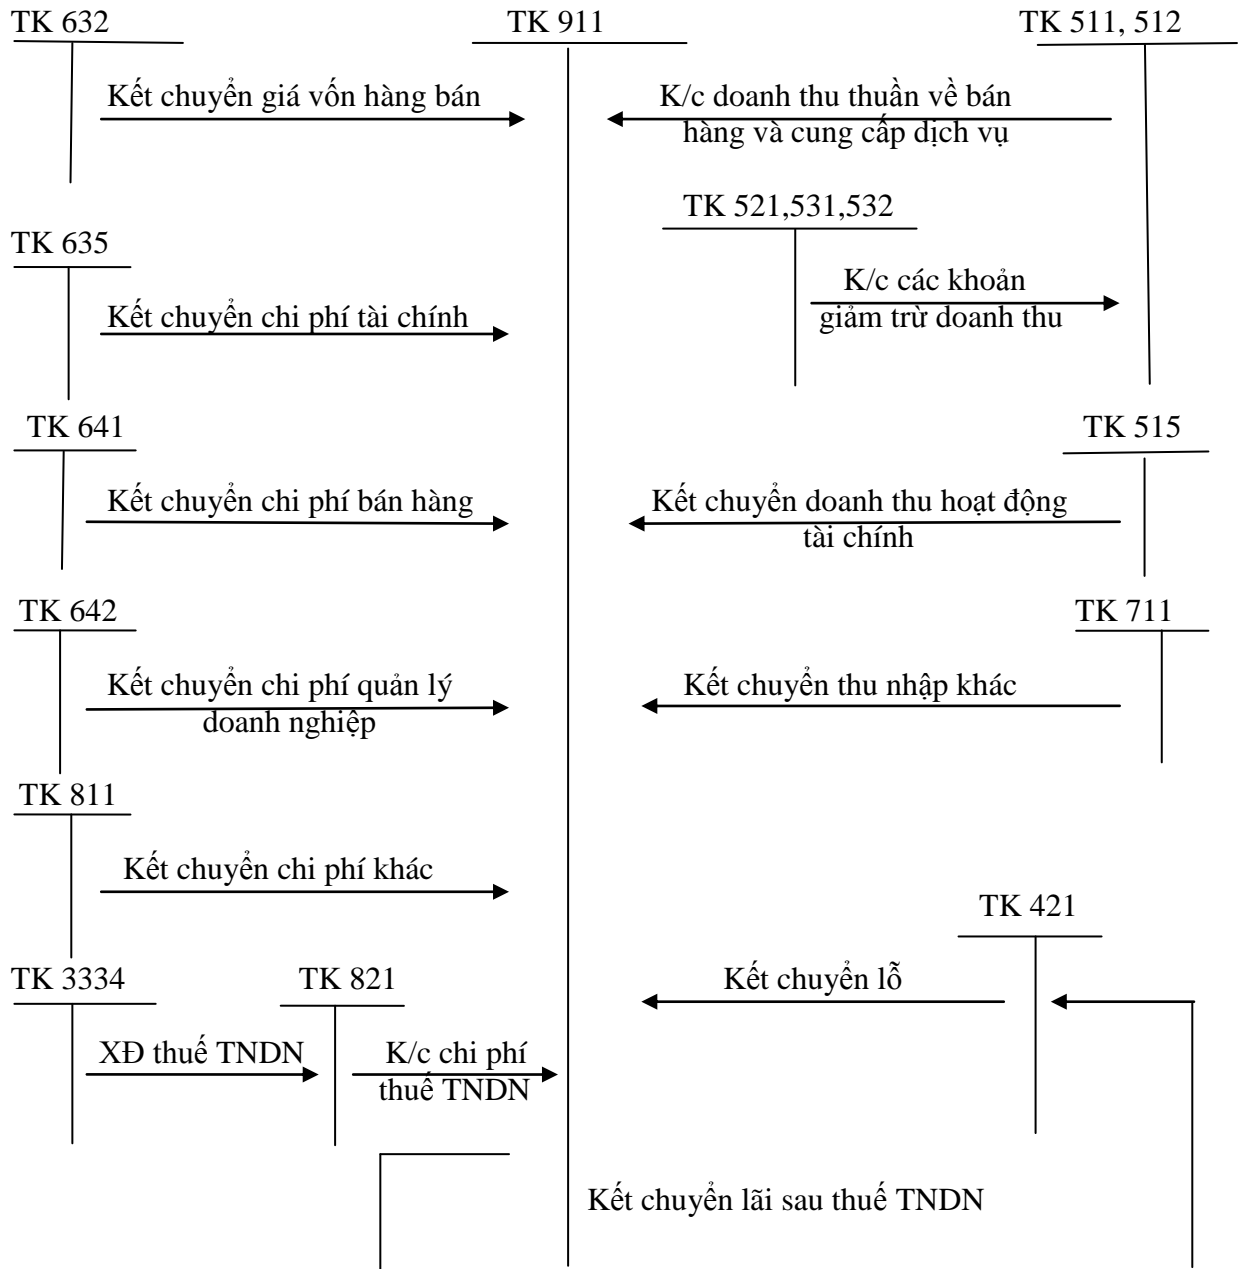 TK 632
TK 911
TK 511, 512
Kết chuyển giá vốn hàng bán
K/c doanh thu thuần về bán
hàng và cung cấp dịch vụ
TK 521,531,532
TK 635
K/c các khoản
giảm trừ doanh thu
Kết chuyển chi phí tài chính
TK 641
TK 515
Kết chuyển chi phí bán hàng
Kết chuyển doanh thu hoạt động
tài chính
TK 642
TK 711
Kết chuyển chi phí quản lý
doanh nghiệp
Kết chuyển thu nhập khác
TK 811
Kết chuyển chi phí khác
TK 421
TK 3334
TK 821
Kết chuyển lỗ
XĐ thuế TNDN
K/c chi phí
thuế TNDN
Kết chuyển lãi sau thuế TNDN